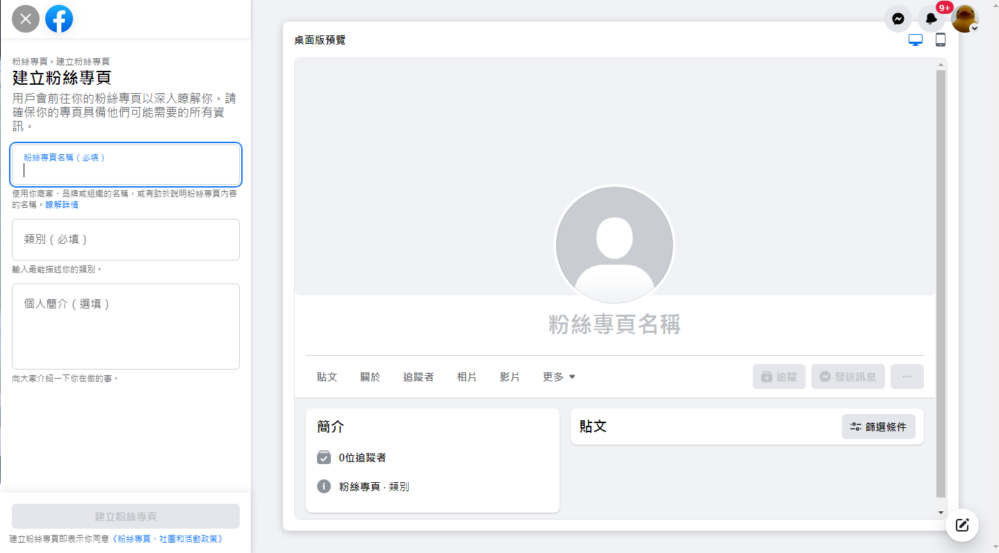 粉絲專頁 › 建立粉絲專頁
建立粉絲專頁
用戶會前往你的粉絲專頁以深入瞭解你。請
確保你的專頁具備他們可能需要的所有資
訊。
粉絲專頁名稱（必填）
使用你商家、品牌或組織的名稱，或有助於說明粉絲專頁內容
的名稱。瞭解詳情
類別（必填）
輸入最能描述你的類別。
個人簡介（選填）
向大家介紹一下你在做的事。
建立粉絲專頁
建立粉絲專頁即表示你同意《粉絲專頁、社團和活動政策》
9+
桌面版預覽
粉絲專頁名稱
貼文 關於 追蹤者 相片 影片 更多 追蹤 發送訊息
簡介
0位追蹤者
粉絲專頁 · 類別
貼文 篩選條件